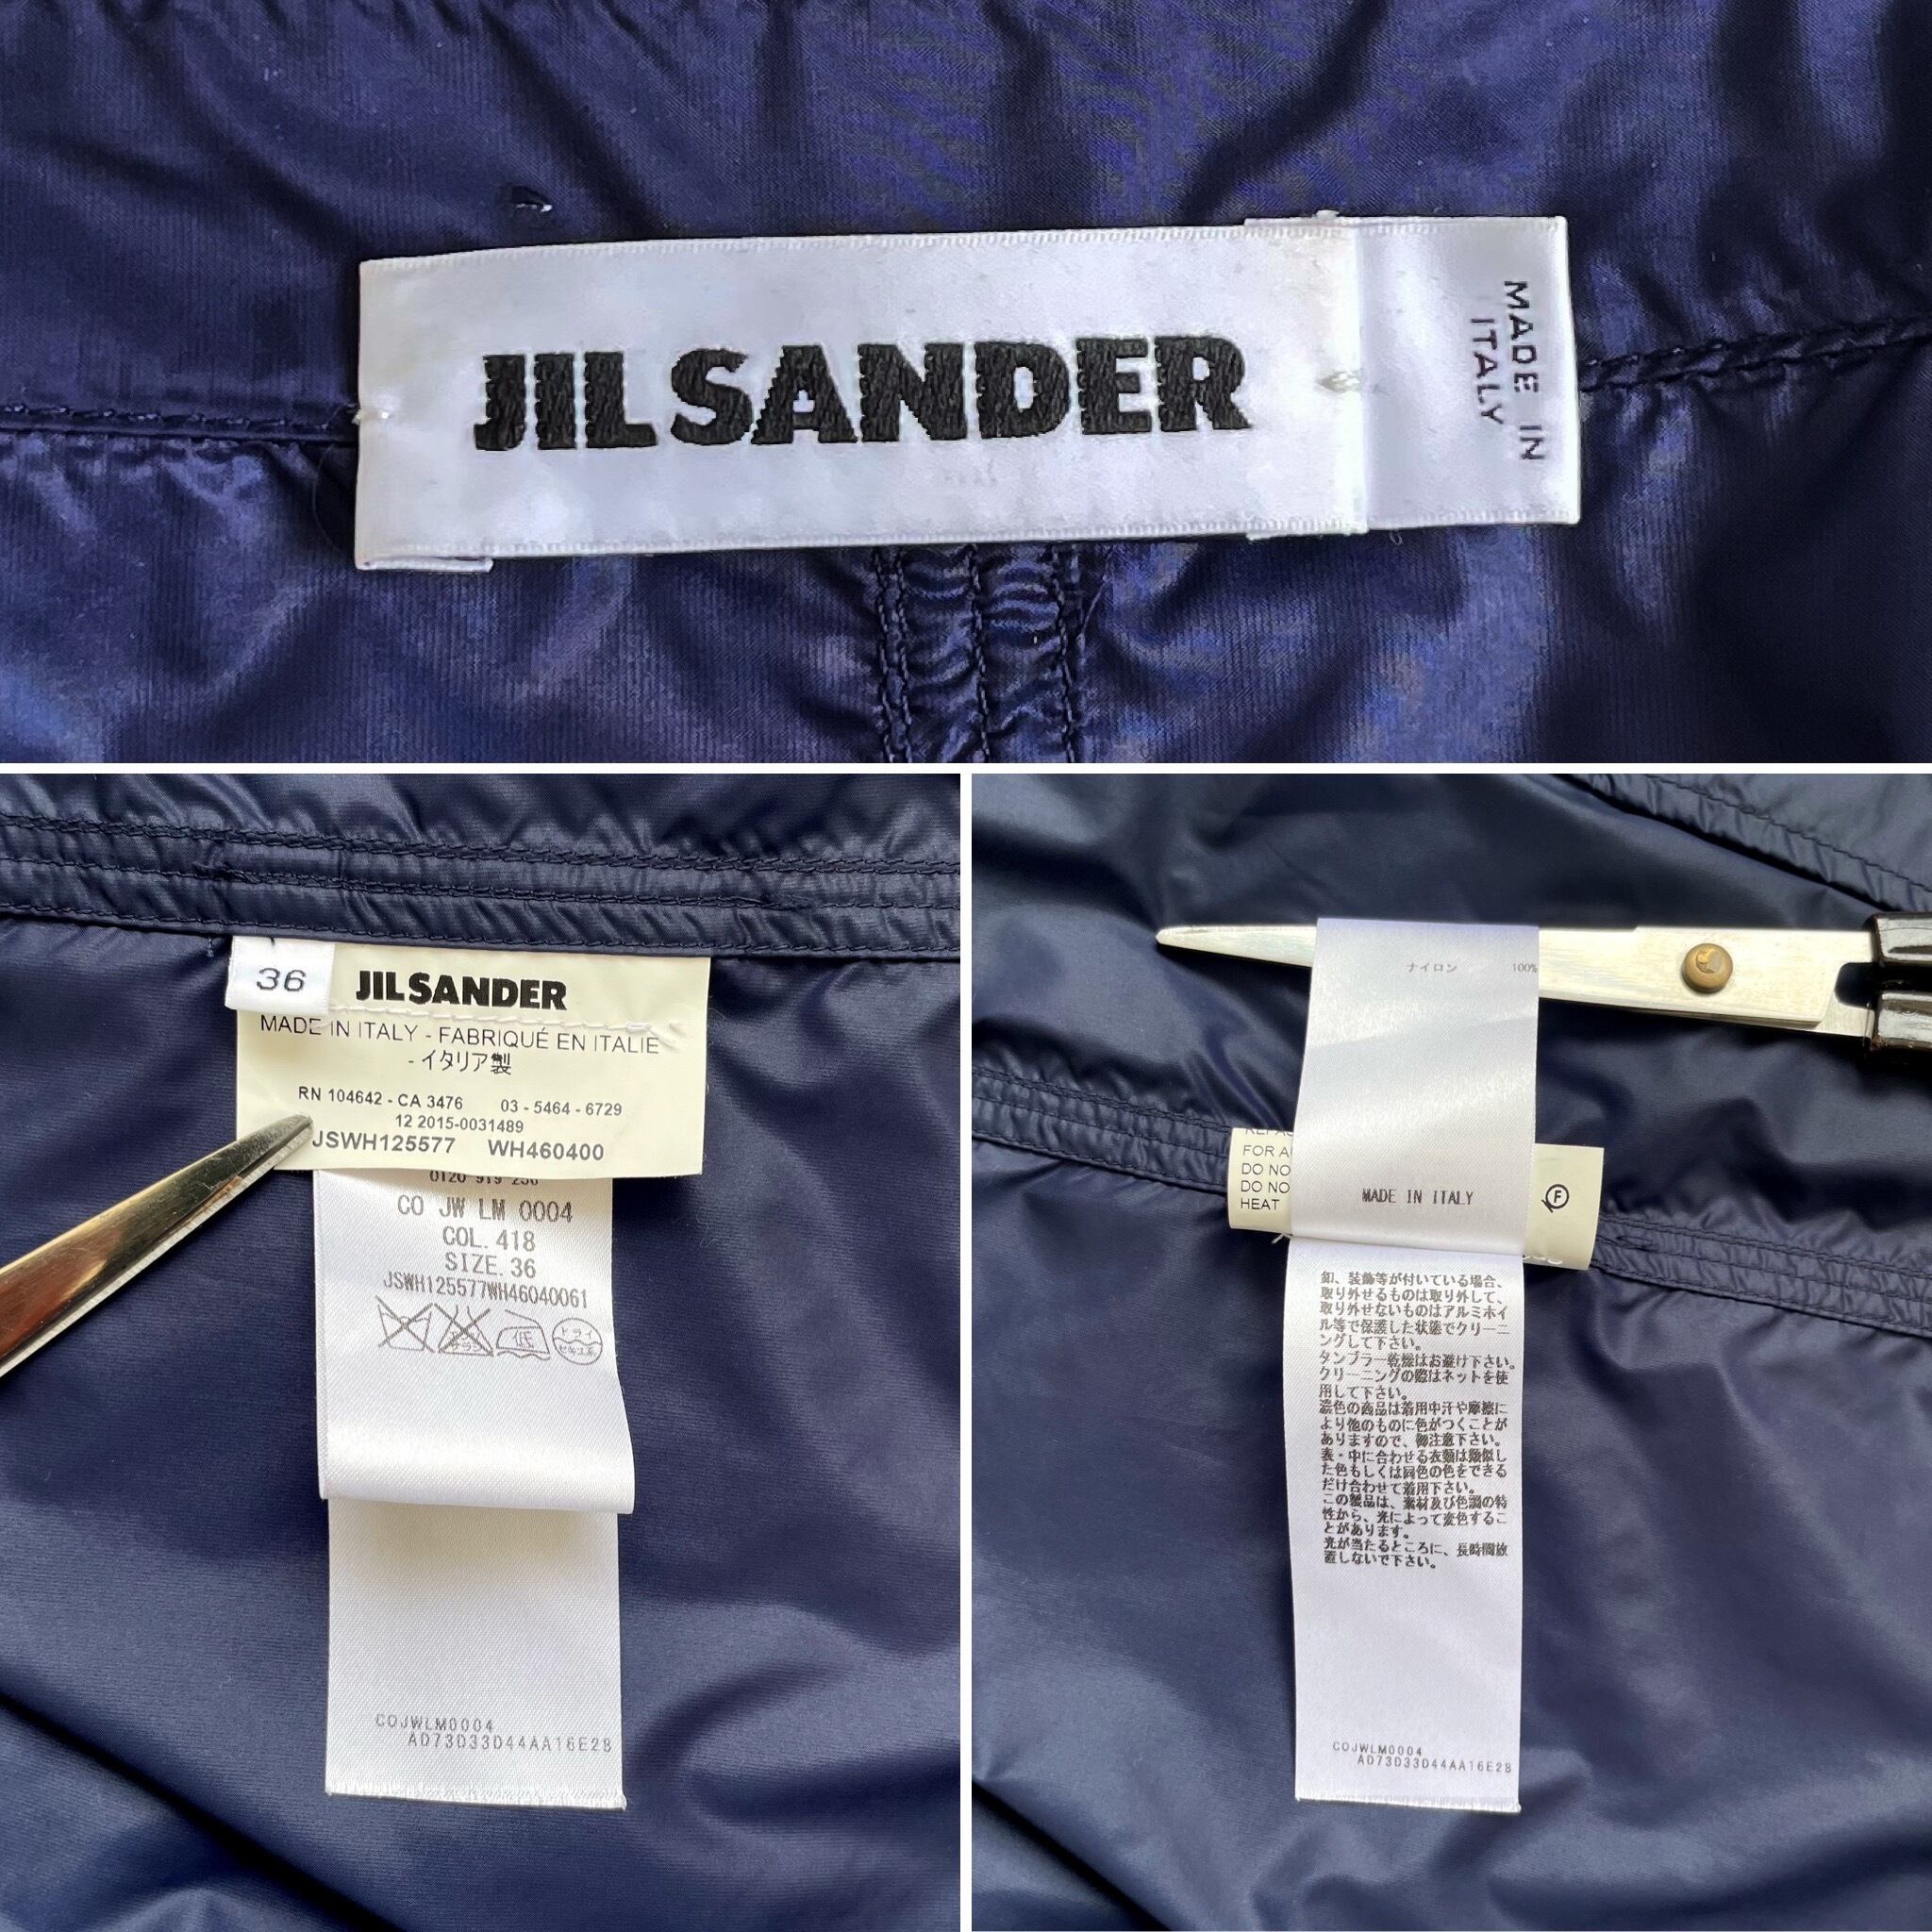 JIL SANDER
MADE IN
ITALY
36
JIL SANDER
MADE IN ITALY - FABRIQUÉ EN ITALIE
- イタリア製
RN 104642 - CA 3476 03 - 5464 - 6729
12 2015-0031489
JSWH125577 WH460400
CO JW LM 0004
COL. 418
SIZE. 36
JSWH125577WH46040061
低
ドライ
セキユ系
COJWLM0004
AD73D33D44AA16E28
ナイロン 100%
FOR
DO
DO
HEAT
MADE IN ITALY
F
釦、装飾等が付いている場合、
取り外せるものは取り外して、
取り外せないものはアルミホイ
ル等で保護した状態でクリーニ
ングして下さい。
タンブラー乾燥はお避け下さい。
クリーニングの際はネットを使
用して下さい。
濃色の商品は着用中汗や摩擦に
より他のものに色がつくことが
ありますので、御注意下さい。
表・中に合わせる衣類は類似し
た色もしくは同色の色をできる
だけ合わせて着用下さい。
この製品は、素材及び色調の特
性から、光によって変色するこ
とがあります。
光が当たるところに、長時間放
置しないで下さい。
COJWLM0004
AD73D33D44AA16E28